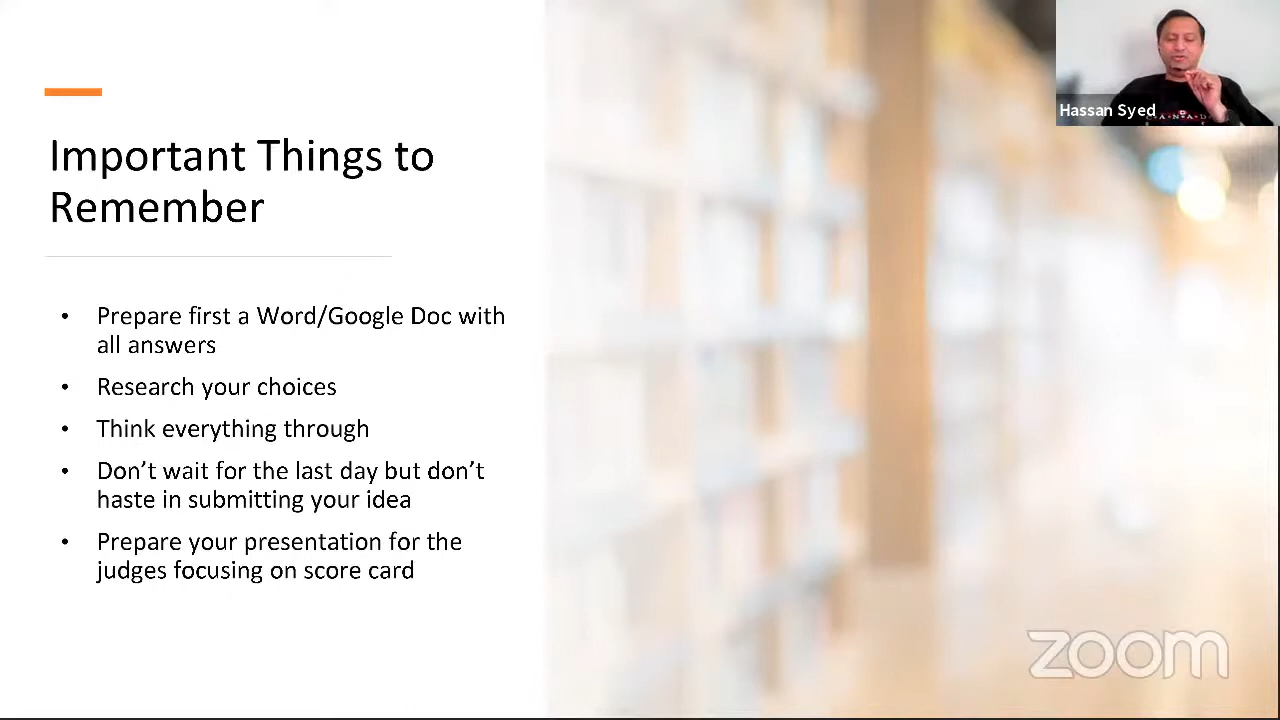 Hassan Syed
Important Things to
Remember
• Prepare first a Word/Google Doc with
all answers
• Research your choices
• Think everything through
• Don’t wait for the last day but don’t
haste in submitting your idea
• Prepare your presentation for the
judges focusing on score card
zoom